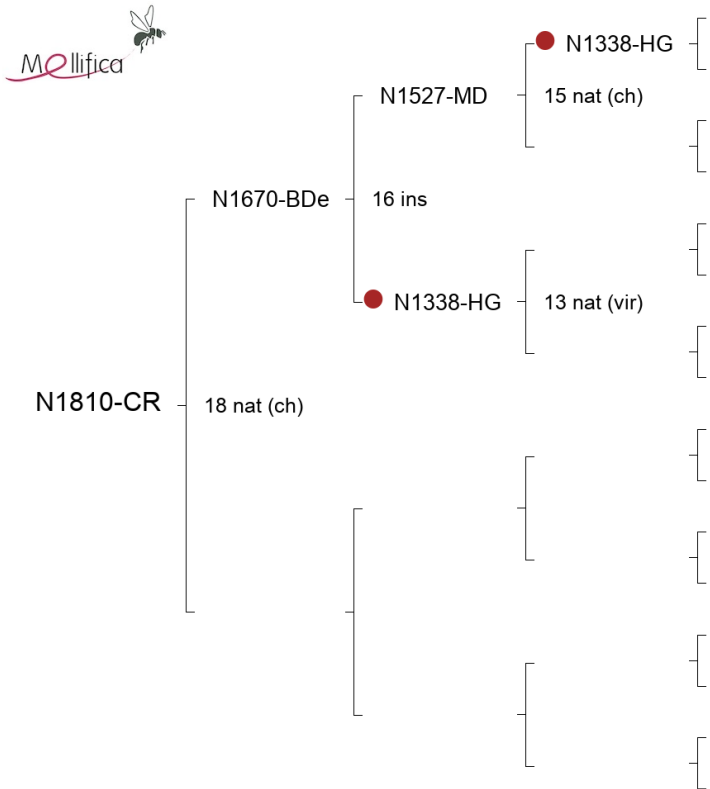 Mellifica
N1338-HG
N1527-MD
15 nat (ch)
N1670-BDe
16 ins
N1338-HG
13 nat (vir)
N1810-CR
18 nat (ch)